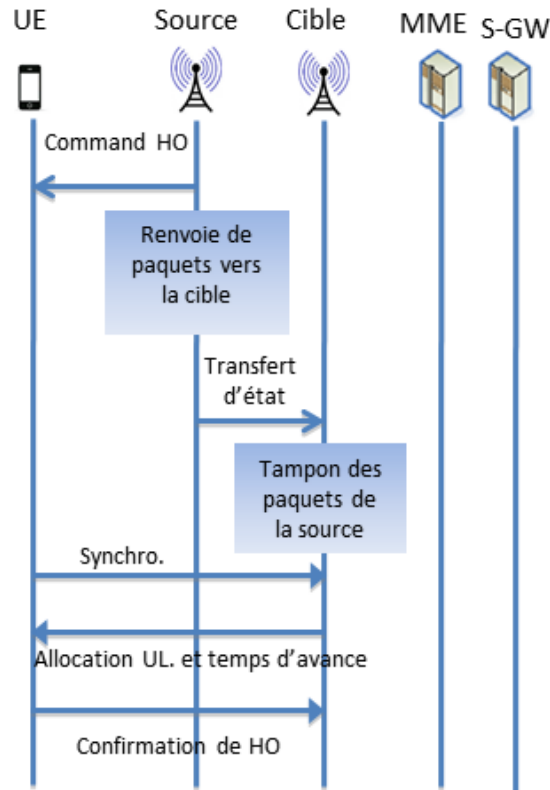 UE Source Cible MME S-GW
Command HO
Renvoie de
paquets vers
la cible
Transfert
d'état
Tampon des
paquets de
la source
Synchro.
Allocation UL. et temps d'avance
Confirmation de HO